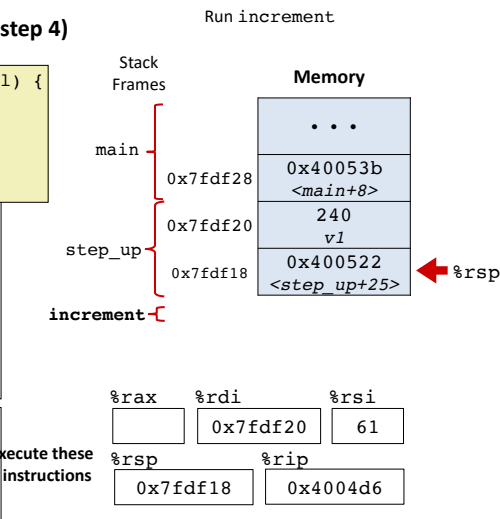 Run increment
step 4)
l) {
Stack
Frames
Memory
• • •
main
0x7fdf28
0x40053b
<main+8>
0x7fdf20
240
v1
step_up
0x7fdf18
0x400522
<step_up+25>
%rsp
increment
%rax %rdi %rsi
0x7fdf20 61
xecute these
instructions
%rsp %rip
0x7fdf18 0x4004d6